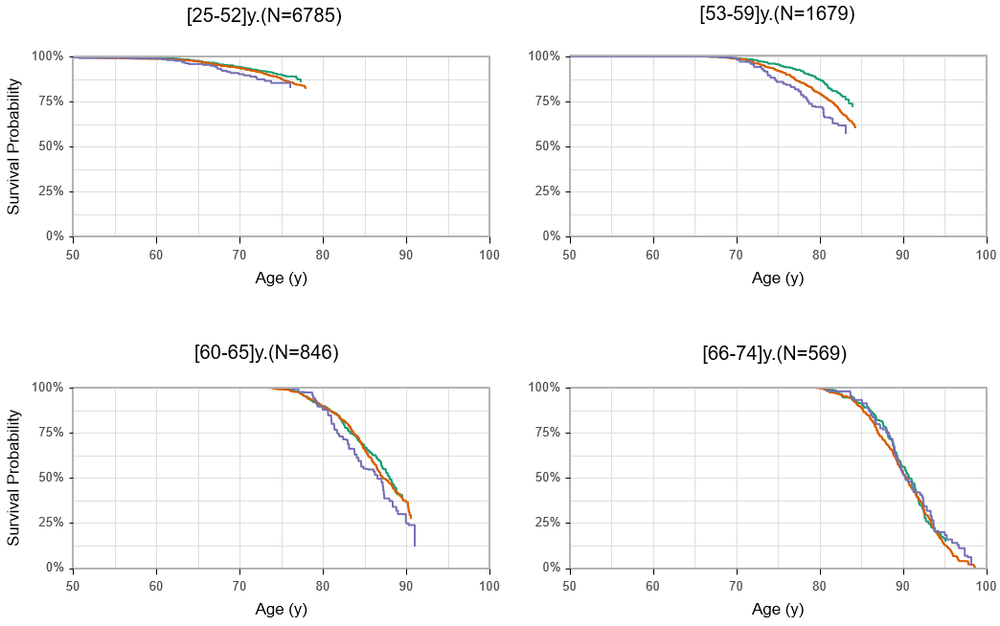 [25-52]y.(N=6785)
Survival Probability
100%
75%
50%
25%
0%
50 60 70 80 90 100
Age (y)
[53-59]y.(N=1679)
100%
75%
50%
25%
0%
50 60 70 80 90 100
Age (y)
[60-65]y.(N=846)
Survival Probability
100%
75%
50%
25%
0%
50 60 70 80 90 100
Age (y)
[66-74]y.(N=569)
100%
75%
50%
25%
0%
50 60 70 80 90 100
Age (y)